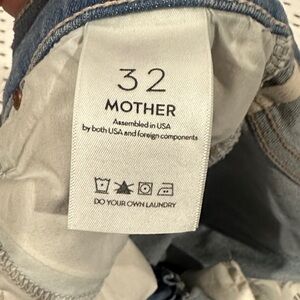 32
MOTHER
Assembled in USA
by both USA and foreign components
DO YOUR OWN LAUNDRY